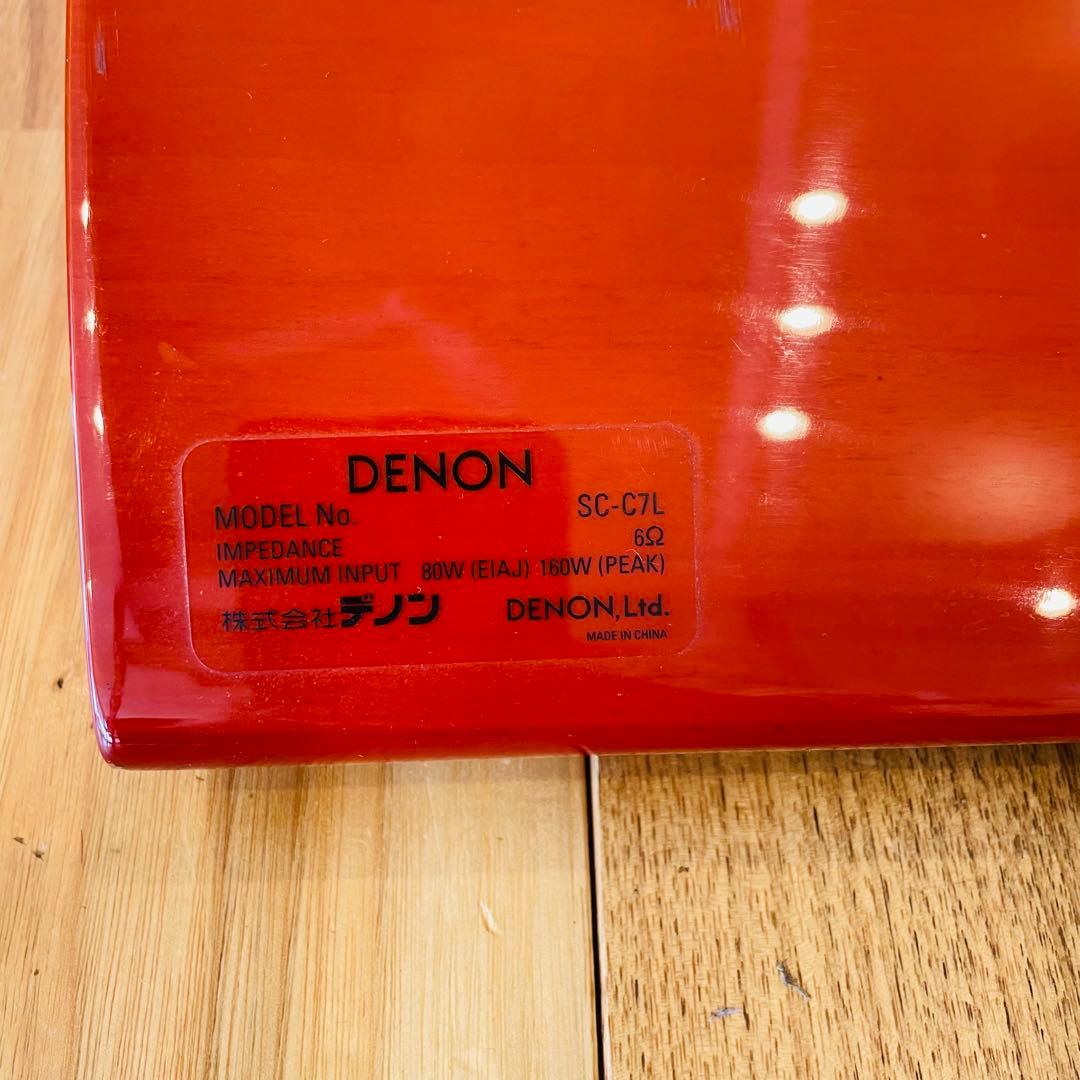 DENON
MODEL No. SC-C7L
IMPEDANCE 6Ω
MAXIMUM INPUT 80W (EIAJ) 160W (PEAK)
株式会社デノン DENON, Ltd.
MADE IN CHINA